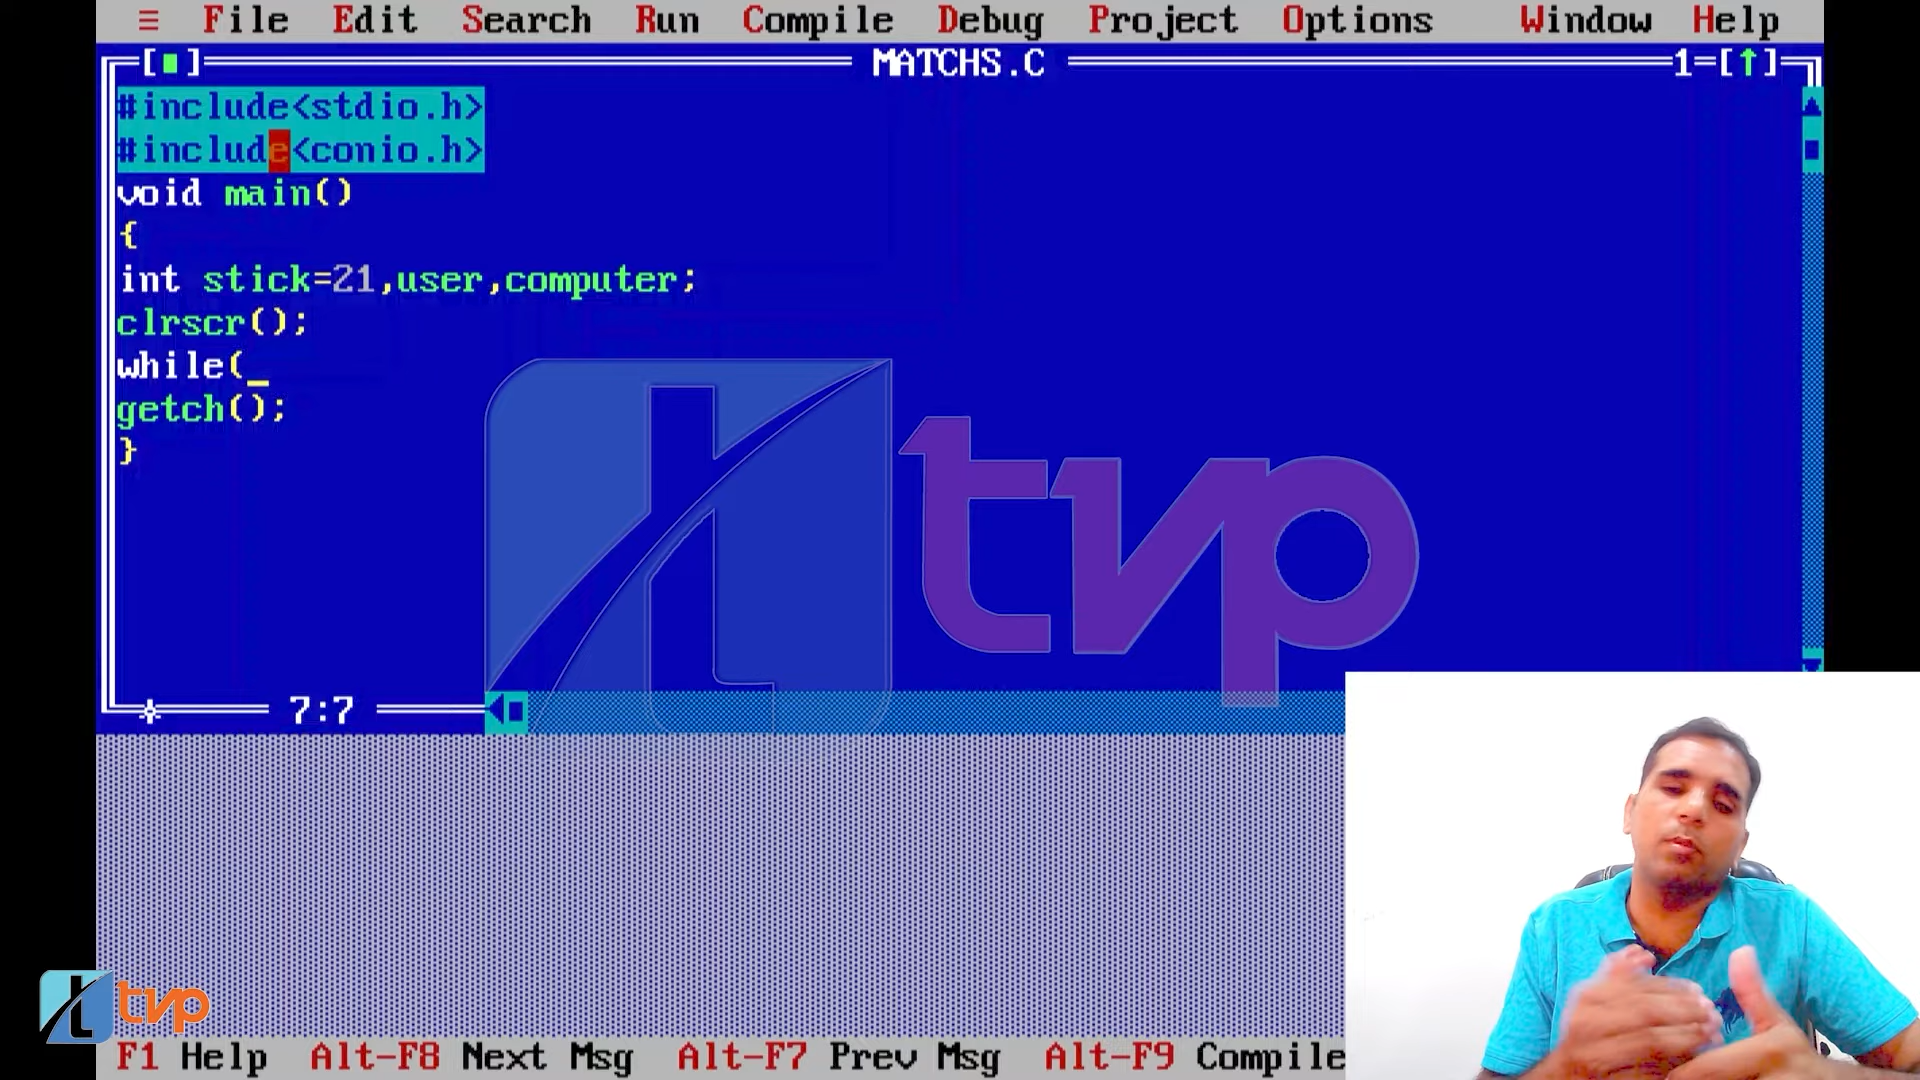 ≡ File Edit Search Run Compile Debug Project Options Window Help
[■] MATCHS.C 1=[↑]
#include<stdio.h>
#include<conio.h>
void main()
{
int stick=21,user,computer;
clrscr();
while(_
getch();
}
tvp
7:7
tvp
F1 Help Alt-F8 Next Msg Alt-F7 Prev Msg Alt-F9 Compile